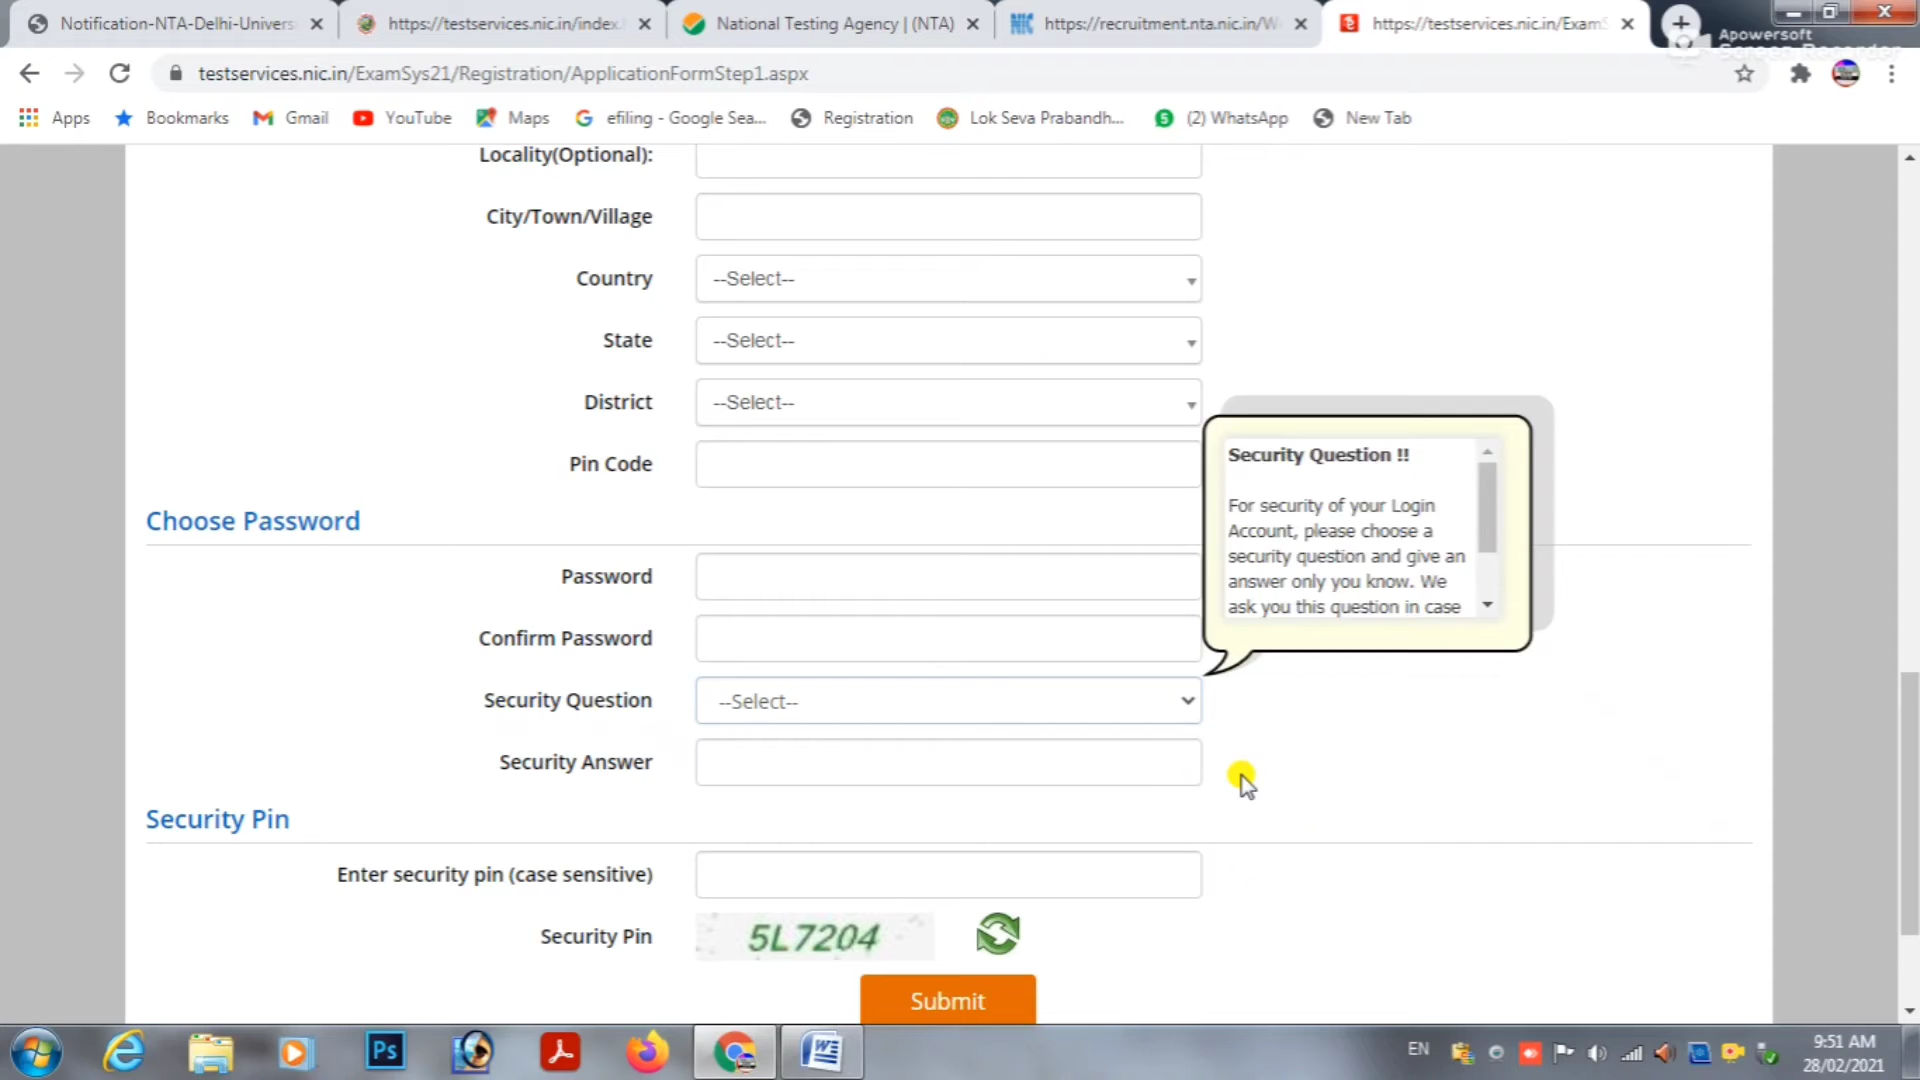 Notification-NTA-Delhi-Universi
https://testservices.nic.in/index.
National Testing Agency | (NTA)
https://recruitment.nta.nic.in/W
https://testservices.nic.in/ExamS
Apowersoft
Screen Recorder
testservices.nic.in/ExamSys21/Registration/ApplicationFormStep1.aspx
Apps
Bookmarks
Gmail
YouTube
Maps
efiling - Google Sea...
Registration
Lok Seva Prabandh...
(2) WhatsApp
New Tab
Locality(Optional):
City/Town/Village
Country
--Select--
State
--Select--
District
--Select--
Pin Code
Security Question !!
For security of your Login
Account, please choose a
security question and give an
answer only you know. We
ask you this question in case
Choose Password
Password
Confirm Password
Security Question
--Select--
Security Answer
Security Pin
Enter security pin (case sensitive)
Security Pin
5L7204
Submit
Ps
EN
9:51 AM
28/02/2021